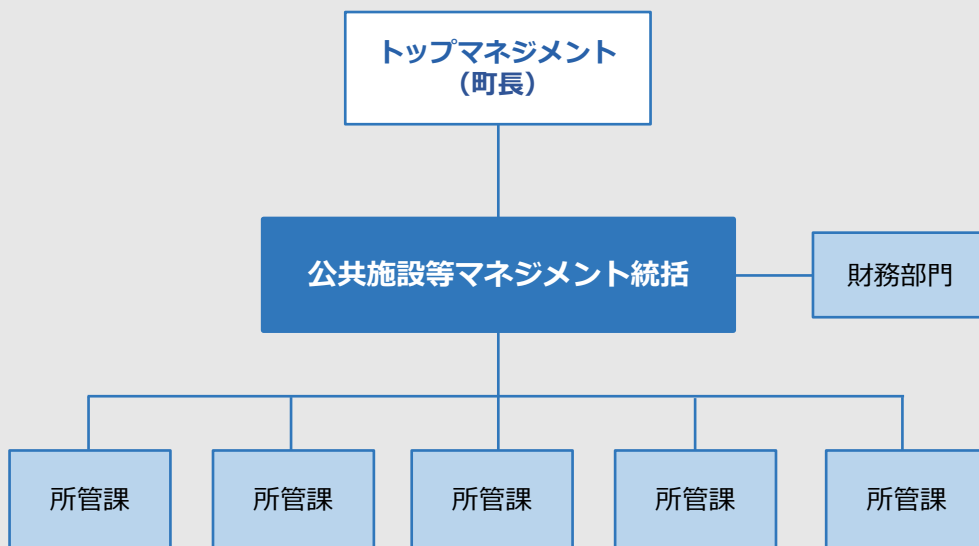 トップマネジメント
（町長）
公共施設等マネジメント統括
財務部門
所管課
所管課
所管課
所管課
所管課